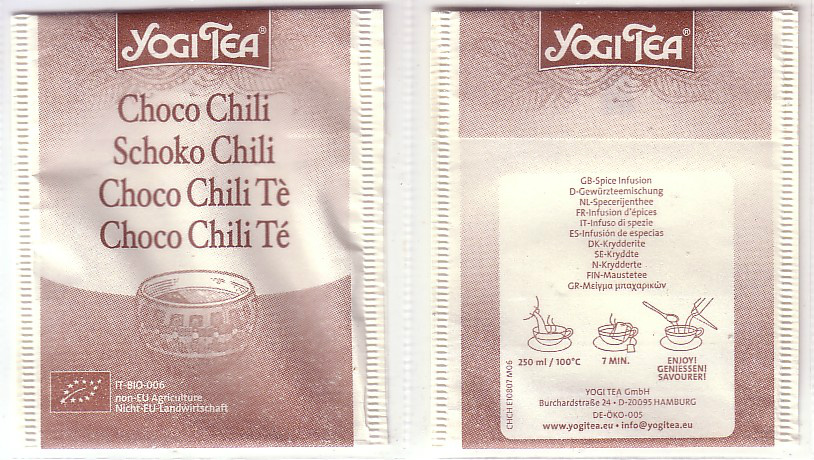 YOGI TEA®
Choco Chili
Schoko Chili
Choco Chili Tè
Choco Chili Té
IT-BIO-006
non-EU Agriculture
Nicht-EU-Landwirtschaft
YOGI TEA®
GB-Spice Infusion
D-Gewürzteemischung
NL-Specerijenthee
FR-Infusion d'épices
IT-Infuso di spezie
ES-Infusión de especias
DK-Krydderite
SE-Kryddte
N-Krydderte
FIN-Maustetee
GR-Μείγμα μπαχαρικών
250 ml / 100°C
7 MIN.
ENJOY!
GENIESSEN!
SAVOURER!
CHCH E10807 M06
YOGI TEA GmbH
Burchardstraße 24 • D-20095 HAMBURG
DE-ÖKO-005
www.yogitea.eu • info@yogitea.eu